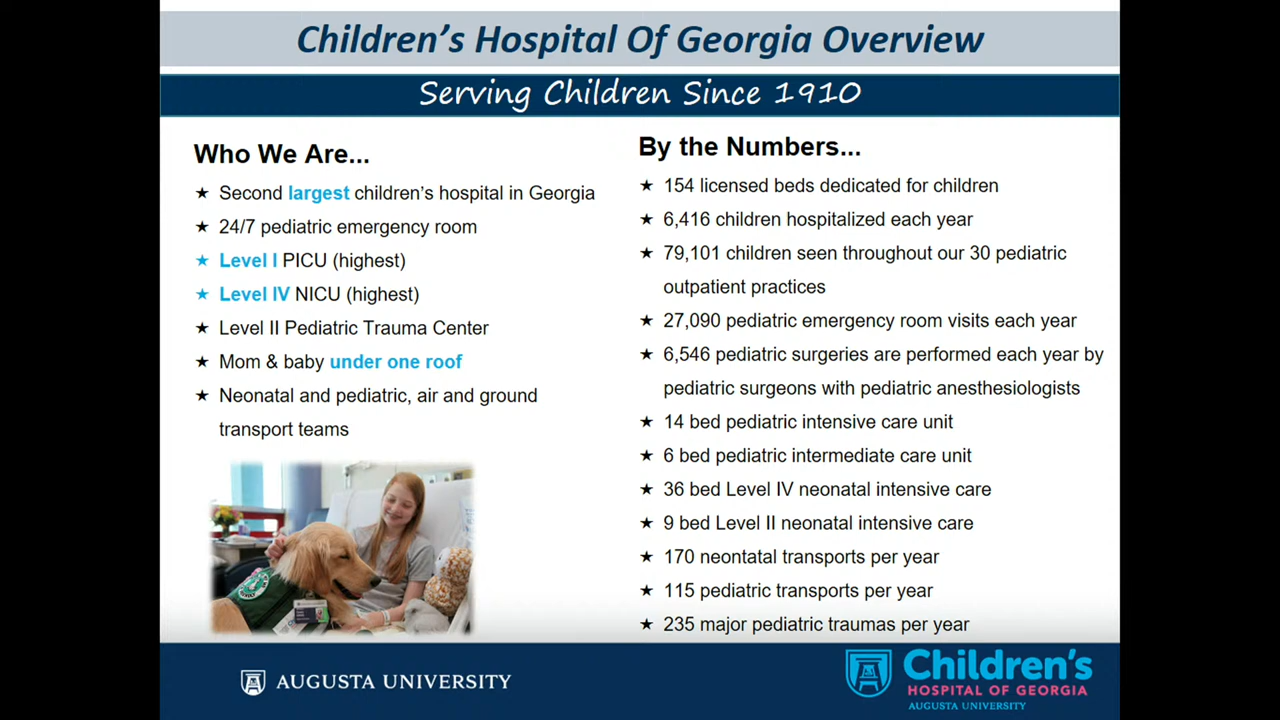 Children's Hospital Of Georgia Overview
Serving Children Since 1910
Who We Are...
★ Second largest children's hospital in Georgia
★ 24/7 pediatric emergency room
★ Level I PICU (highest)
★ Level IV NICU (highest)
★ Level II Pediatric Trauma Center
★ Mom & baby under one roof
★ Neonatal and pediatric, air and ground
transport teams
By the Numbers...
★ 154 licensed beds dedicated for children
★ 6,416 children hospitalized each year
★ 79,101 children seen throughout our 30 pediatric
outpatient practices
★ 27,090 pediatric emergency room visits each year
★ 6,546 pediatric surgeries are performed each year by
pediatric surgeons with pediatric anesthesiologists
★ 14 bed pediatric intensive care unit
★ 6 bed pediatric intermediate care unit
★ 36 bed Level IV neonatal intensive care
★ 9 bed Level II neonatal intensive care
★ 170 neontatal transports per year
★ 115 pediatric transports per year
★ 235 major pediatric traumas per year
AUGUSTA UNIVERSITY
Children's
HOSPITAL OF GEORGIA
AUGUSTA UNIVERSITY